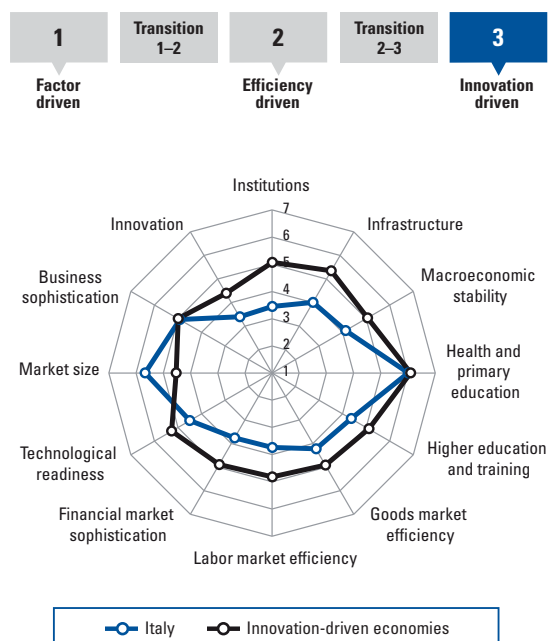 1
Transition
1–2
2
Transition
2–3
3
Factor
driven
Efficiency
driven
Innovation
driven
Institutions
7
Innovation
Infrastructure
6
5
Business
sophistication
Macroeconomic
stability
4
3
2
Market size
1
Health and
primary
education
Technological
readiness
Higher education
and training
Financial market
sophistication
Goods market
efficiency
Labor market efficiency
Italy
Innovation-driven economies